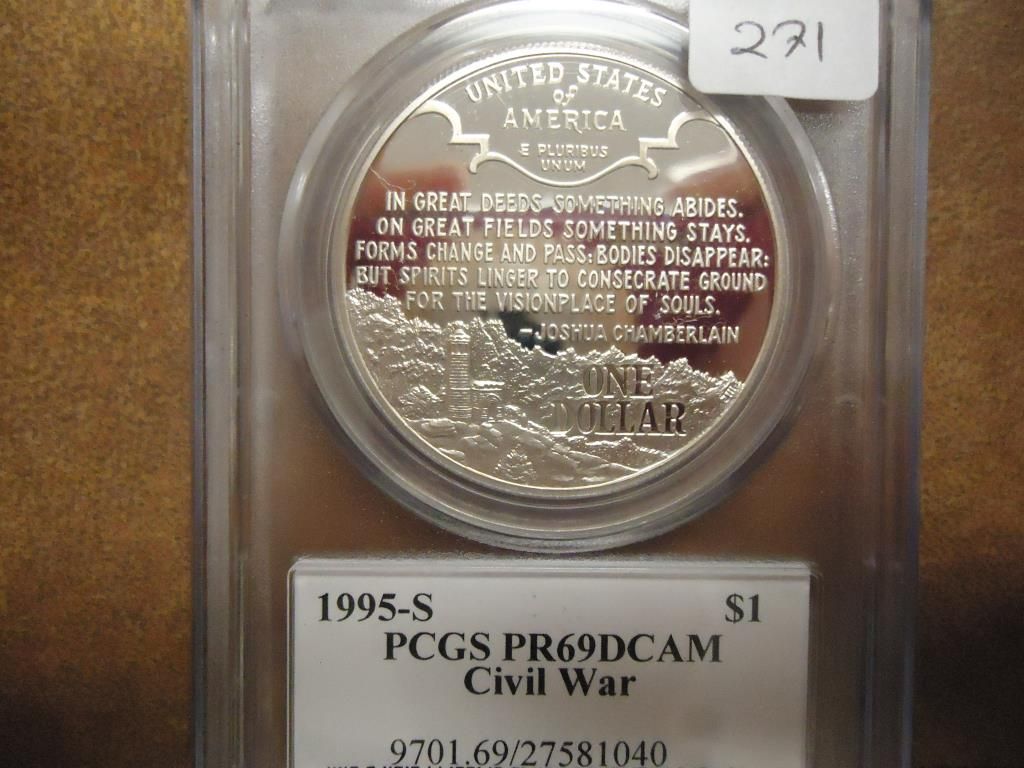 271
UNITED STATES
of
AMERICA
E PLURIBUS
UNUM
IN GREAT DEEDS SOMETHING ABIDES.
ON GREAT FIELDS SOMETHING STAYS.
FORMS CHANGE AND PASS; BODIES DISAPPEAR;
BUT SPIRITS LINGER TO CONSECRATE GROUND
FOR THE VISIONPLACE OF SOULS.
-JOSHUA CHAMBERLAIN
ONE
DOLLAR
1995-S $1
PCGS PR69DCAM
Civil War
9701.69/27581040